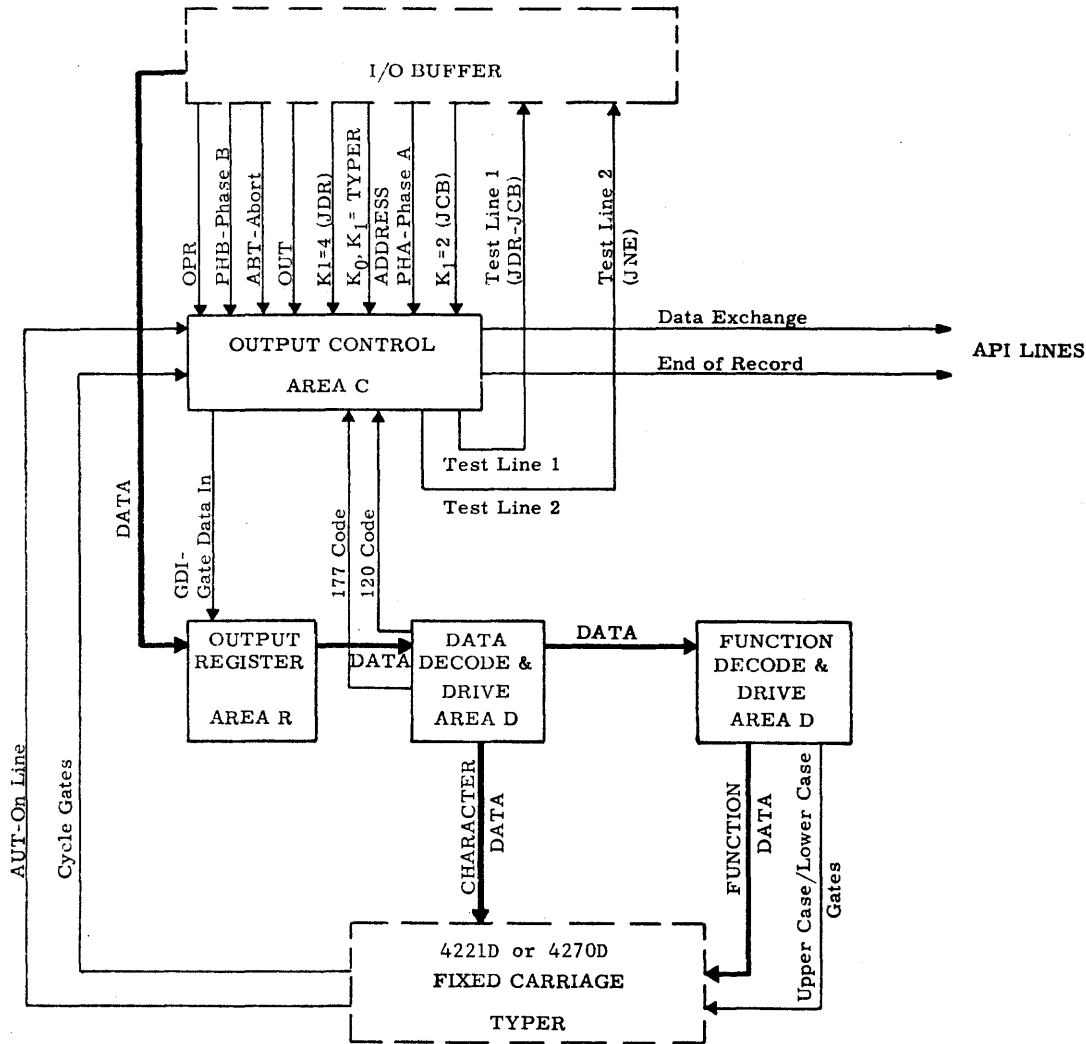 I/O BUFFER
OPR
PHB-Phase B
ABT-Abort
OUT
K1=4 (JDR)
K0, K1= TYPER
ADDRESS
PHA-Phase A
K1=2 (JCB)
Test Line 1
(JDR-JCB)
Test Line 2
(JNE)
OUTPUT CONTROL
AREA C
Data Exchange
End of Record
API LINES
Test Line 1
Test Line 2
DATA
GDI-
Gate Data In
177 Code
120 Code
OUTPUT
REGISTER
AREA R
DATA
DATA
DECODE &
DRIVE
AREA D
DATA
FUNCTION
DECODE &
DRIVE
AREA D
AUT-On Line
Cycle Gates
CHARACTER
DATA
FUNCTION
DATA
Upper Case/Lower Case
Gates
4221D or 4270D
FIXED CARRIAGE
TYPER